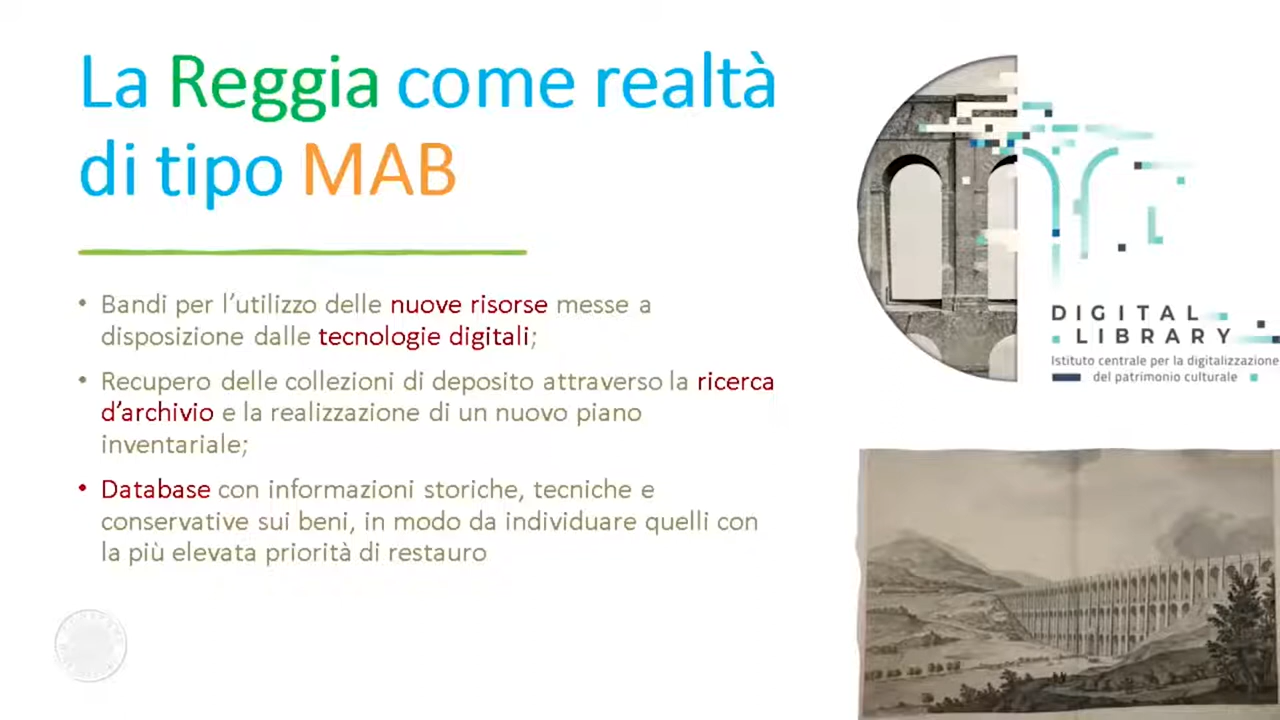 La Reggia come realtà
di tipo MAB
• Bandi per l’utilizzo delle nuove risorse messe a
disposizione dalle tecnologie digitali;
• Recupero delle collezioni di deposito attraverso la ricerca
d’archivio e la realizzazione di un nuovo piano
inventariale;
• Database con informazioni storiche, tecniche e
conservative sui beni, in modo da individuare quelli con
la più elevata priorità di restauro
DIGITAL
LIBRARY
Istituto centrale per la digitalizzazione
del patrimonio culturale